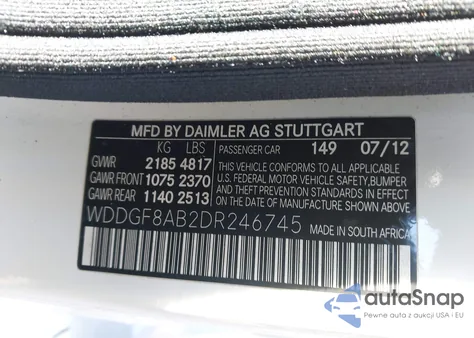 MFD BY DAIMLER AG STUTTGART
KG LBS PASSENGER CAR 149 07/12
GVWR 2185 4817
GAWR FRONT 1075 2370
GAWR REAR 1140 2513
THIS VEHICLE CONFORMS TO ALL APPLICABLE
U.S. FEDERAL MOTOR VEHICLE SAFETY, BUMPER
AND THEFT PREVENTION STANDARDS IN EFFECT
ON THE DATE OF MANUFACTURE SHOWN ABOVE
WDDGF8AB2DR246745
MADE IN SOUTH AFRICA
autoSnap
Pewne auta z aukcji USA i EU